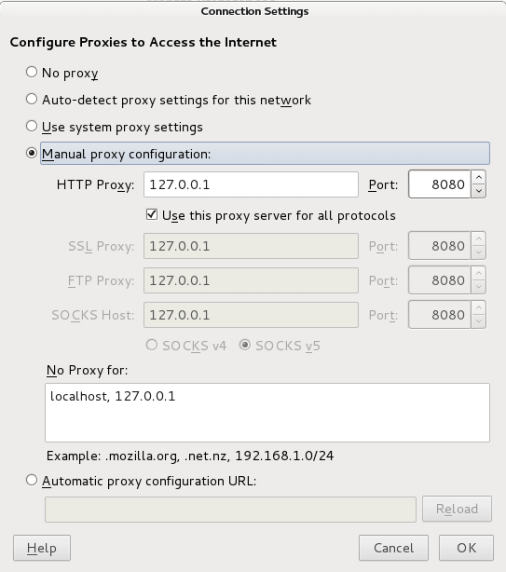 Connection Settings
Configure Proxies to Access the Internet
No proxy
Auto-detect proxy settings for this network
Use system proxy settings
Manual proxy configuration:
HTTP Proxy: 127.0.0.1 Port: 8080
Use this proxy server for all protocols
SSL Proxy: 127.0.0.1 Port: 8080
FTP Proxy: 127.0.0.1 Port: 8080
SOCKS Host: 127.0.0.1 Port: 8080
SOCKS v4 SOCKS v5
No Proxy for:
localhost, 127.0.0.1
Example: .mozilla.org, .net.nz, 192.168.1.0/24
Automatic proxy configuration URL:
Reload
Help Cancel OK